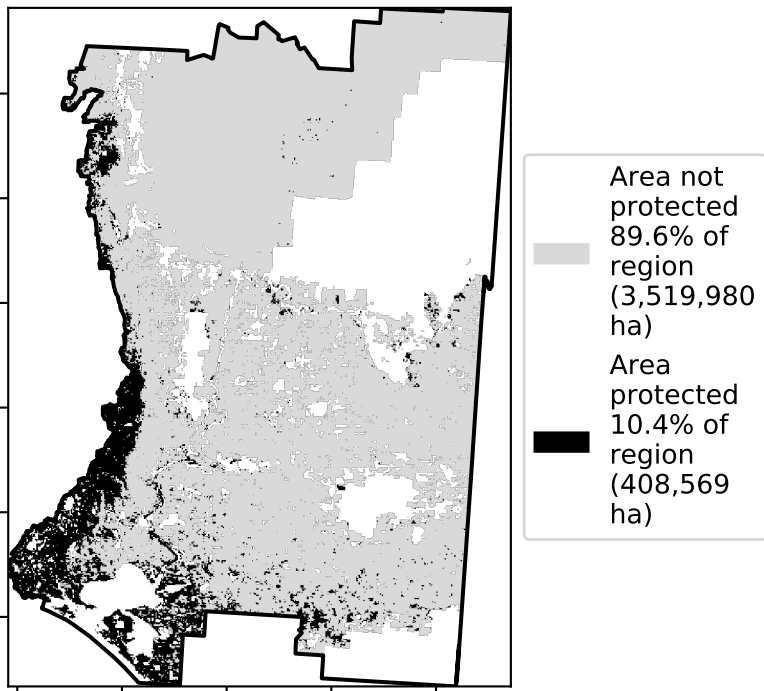 Area not
protected
89.6% of
region
(3,519,980
ha)
Area
protected
10.4% of
region
(408,569
ha)